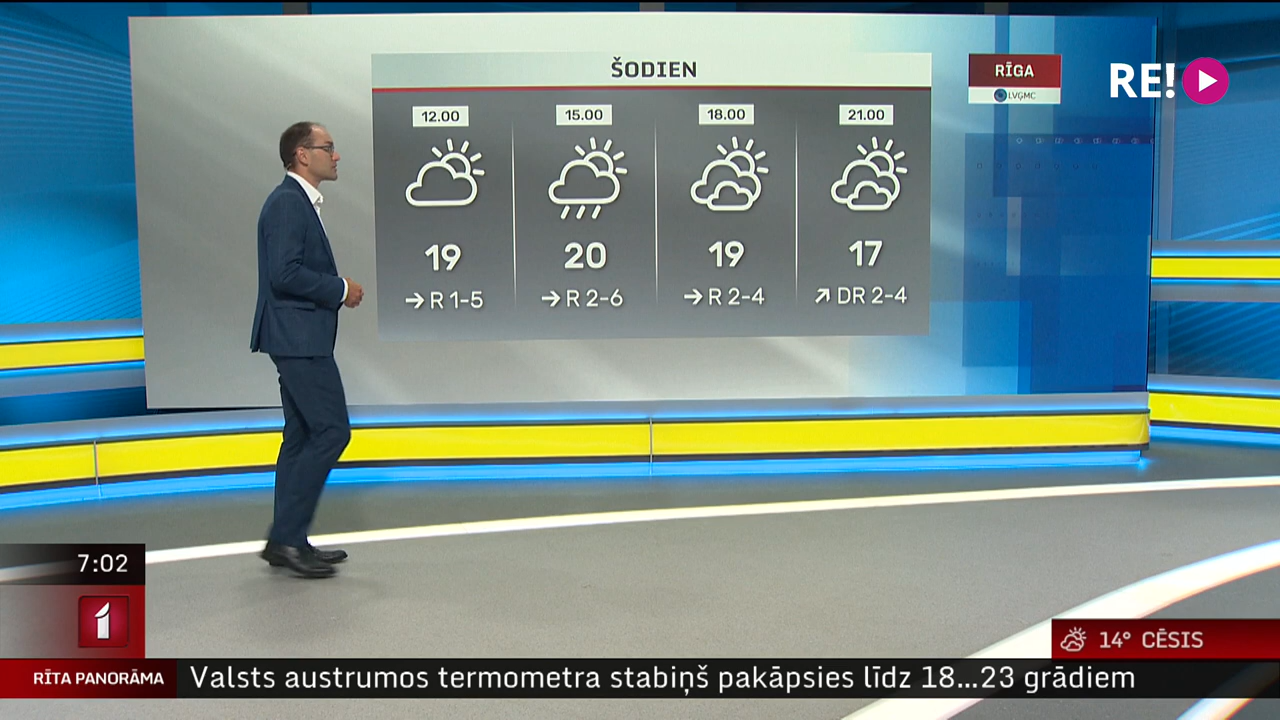 ŠODIEN
RĪGA
LVĢMC
RE!
12.00
15.00
18.00
21.00
19
20
19
17
R 1-5
R 2-6
R 2-4
DR 2-4
7:02
1
14° CĒSIS
RĪTA PANORĀMA
Valsts austrumos termometra stabiņš pakāpsies līdz 18...23 grādiem